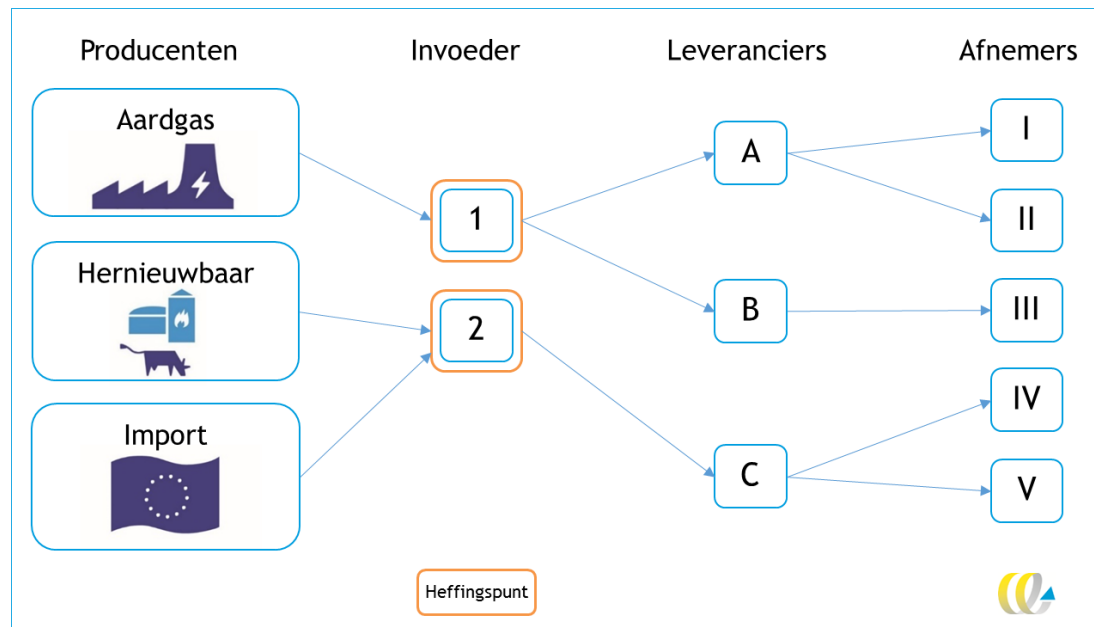 Producenten
Invoeder
Leveranciers
Afnemers
Aardgas
Hernieuwbaar
Import
1
2
A
B
C
I
II
III
IV
V
Heffingspunt